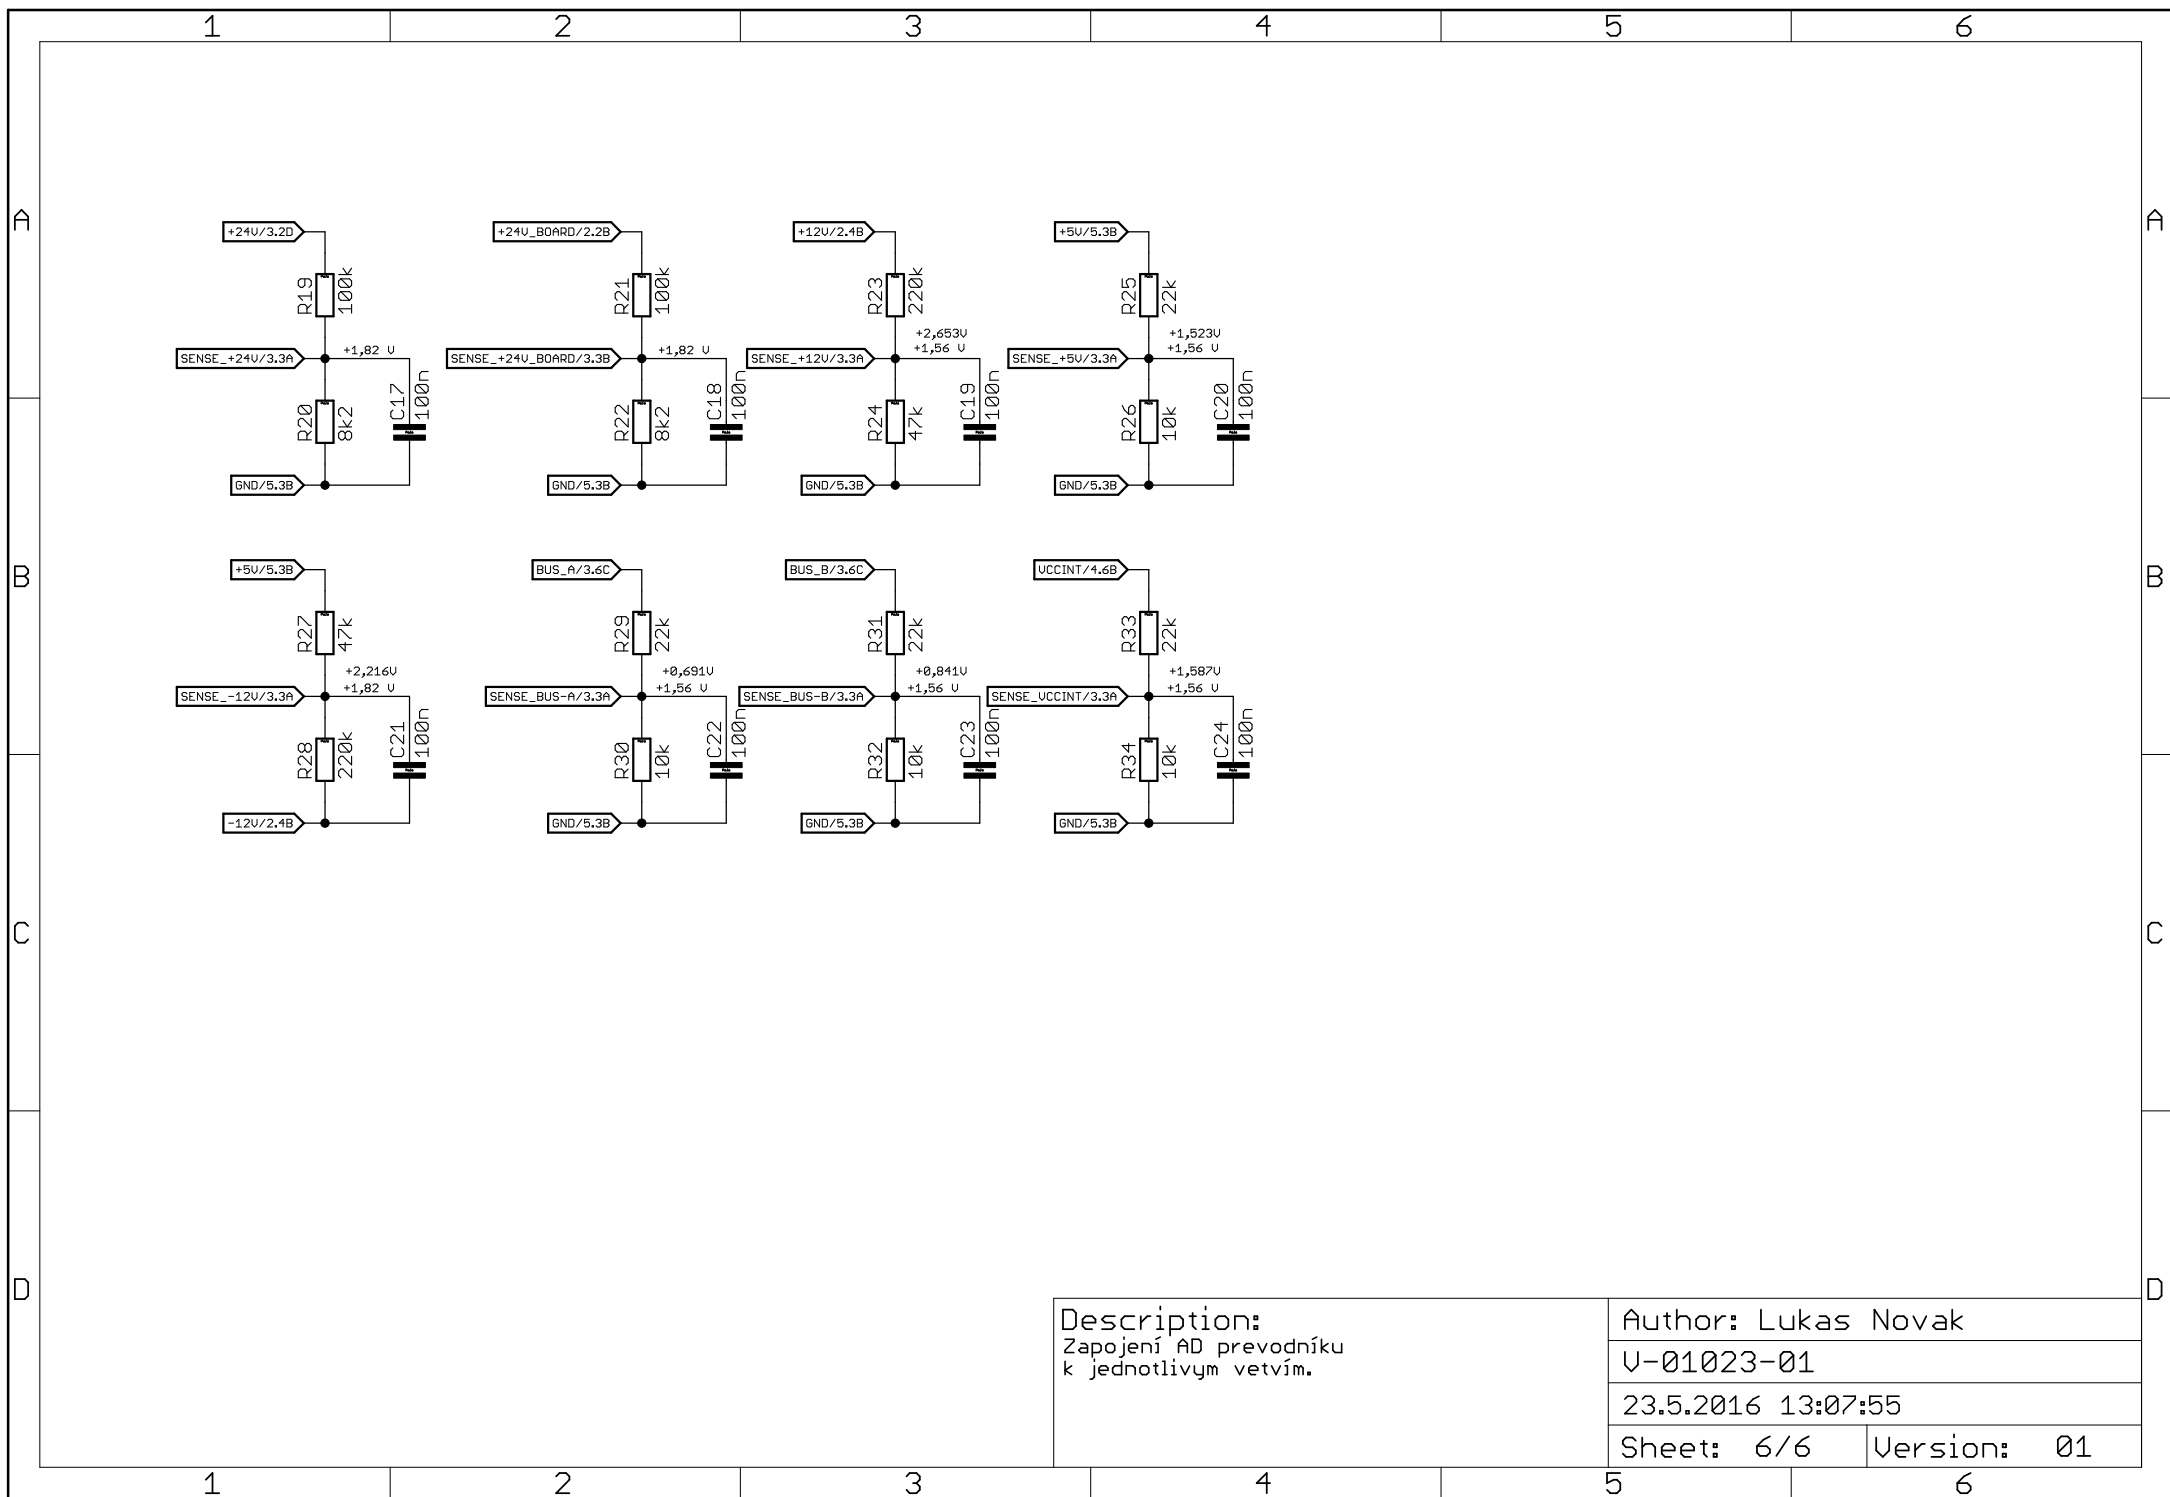 1 2 3 4 5 6
A A
+24V/3.2D
R19
100k
SENSE_+24V/3.3A
+1,82 V
R20
8k2
C17
100n
GND/5.3B
+24V_BOARD/2.2B
R21
100k
SENSE_+24V_BOARD/3.3B
+1,82 V
R22
8k2
C18
100n
GND/5.3B
+12V/2.4B
R23
220k
+2,653V
SENSE_+12V/3.3A
+1,56 V
R24
47k
C19
100n
GND/5.3B
+5V/5.3B
R25
22k
+1,523V
SENSE_+5V/3.3A
+1,56 V
R26
10k
C20
100n
GND/5.3B
B B
+5V/5.3B
R27
47k
+2,216V
SENSE_-12V/3.3A
+1,82 V
R28
220k
C21
100n
-12V/2.4B
BUS_A/3.6C
R29
22k
+0,691V
SENSE_BUS-A/3.3A
+1,56 V
R30
10k
C22
100n
GND/5.3B
BUS_B/3.6C
R31
22k
+0,841V
SENSE_BUS-B/3.3A
+1,56 V
R32
10k
C23
100n
GND/5.3B
VCCINT/4.6B
R33
22k
+1,587V
SENSE_VCCINT/3.3A
+1,56 V
R34
10k
C24
100n
GND/5.3B
C C
D D
Description:
Zapojení AD prevodníku
k jednotlivym vetvím.
Author: Lukas Novak
V-01023-01
23.5.2016 13:07:55
Sheet: 6/6
Version: 01
1 2 3 4 5 6